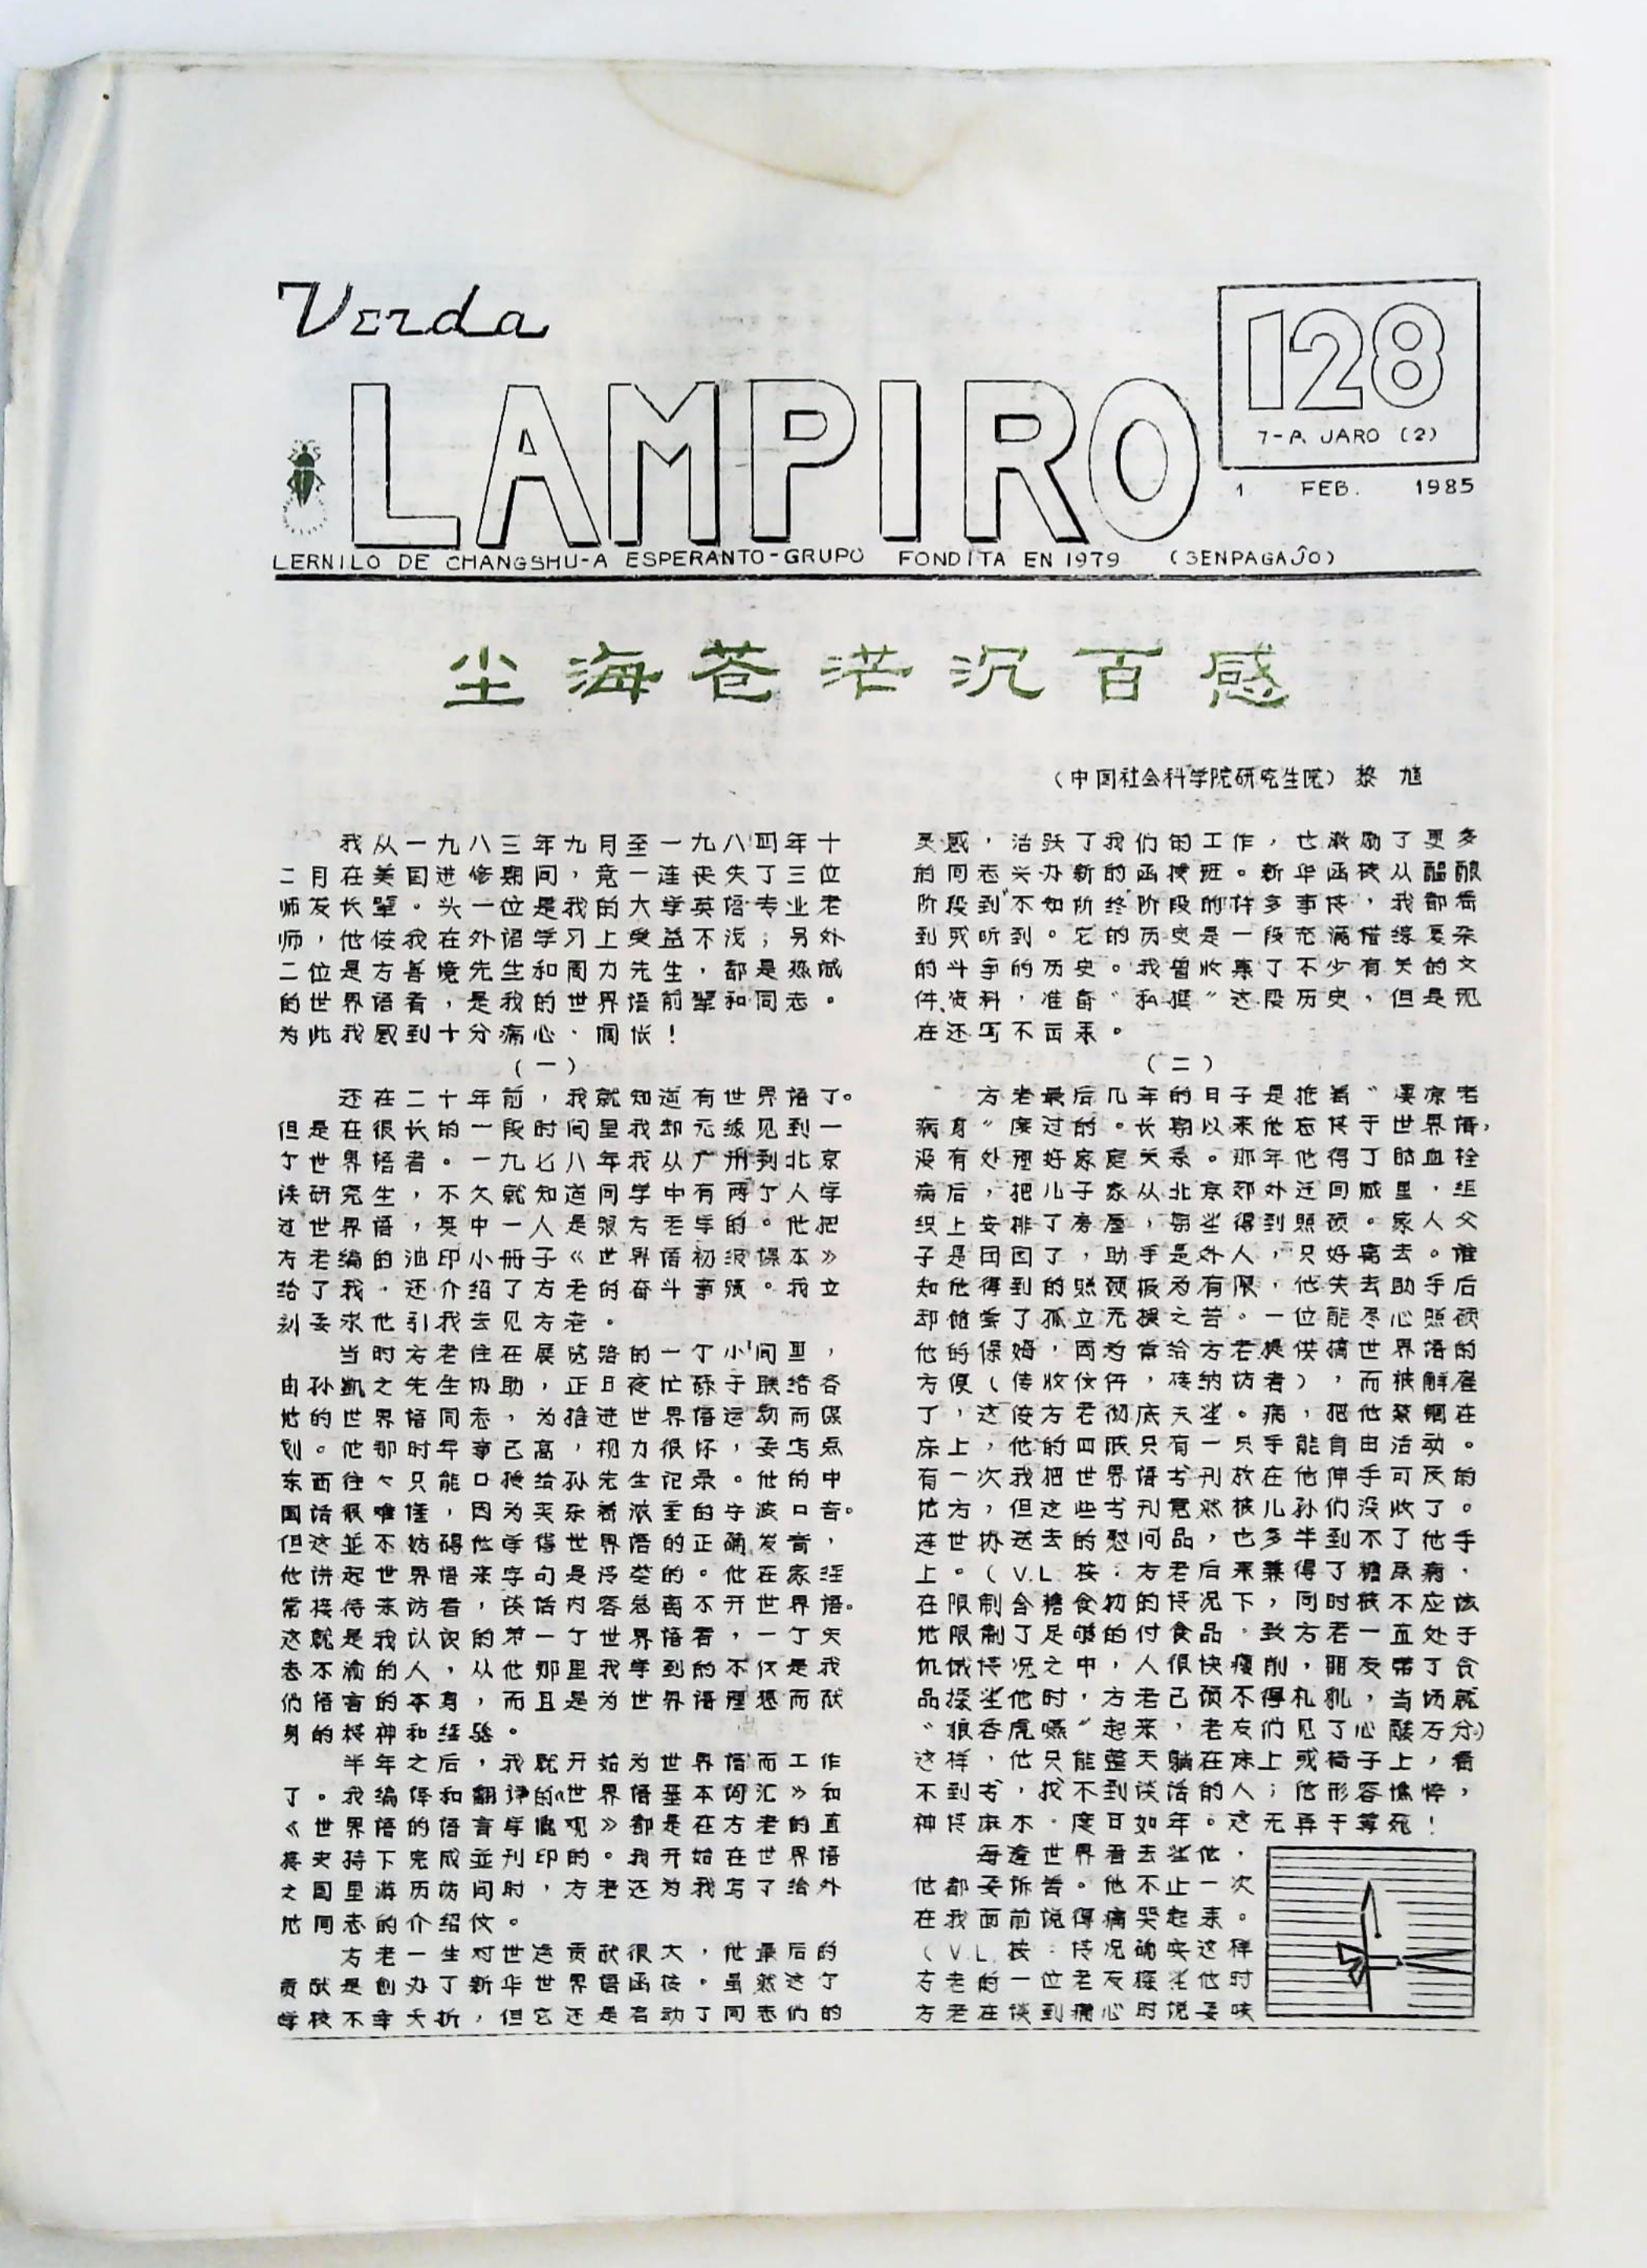 Verda
LAMPIRO
128
7-A JARO (2)
1 FEB. 1985
LERNILO DE CHANGSHU-A ESPERANTO-GRUPO FONDITA EN 1979 (SENPAGAĴO)
尘海苍茫沉百感
(中国社会科学院研究生院) 黎 馗
我从一九八三年九月至一九八四年十
二月在美国进修期间，竟一连丧失了三位
师友长辈。头一位是我的大学英语专业老
师，他使我在外语学习上受益不浅；另外
二位是方善境先生和周力先生，都是热诚
的世界语者，是我的世界语前辈和同志。
为此我感到十分痛心、惆怅！
(一)
还在二十年前，我就知道有世界语了。
但是在很长的一段时间里我却无缘见到一
个世界语者。一九七八年我从广州到北京
读研究生，不久就知道同学中有两个人学
过世界语，其中一人是跟方老学的。他把
方老编的油印小册子《世界语初级课本》
给了我，还介绍了方老的奋斗事迹。我立
刻要求他引我去见方老。
当时方老住在展览路的一个小间里，
由孙凯之先生协助，正日夜忙碌于联络各
地的世界语同志，为推进世界语运动而谋
划。他那时年事已高，视力很坏，要写点
东西往々只能口授给孙先生记录。他的中
国话很难懂，因为夹杂着浓重的宁波口音。
但这並不妨碍他学得世界语的正确发音，
他讲起世界语来字句是清楚的。他在家经
常接待来访者，谈话内容总离不开世界语。
这就是我认识的第一个世界语者，一个矢
志不渝的人，从他那里我学到的不仅是我
们语言的本身，而且是为世界语理想而献
身的精神和经验。
半年之后，我就开始为世界语而工作
了。我编译和翻译的《世界语基本词汇》和
《世界语的语言学概观》都是在方老的直
接支持下完成並刊印的。我开始在世界语
之国里游历访问时，方老还为我写了给外
地同志的介绍信。
方老一生对世运贡献很大，他最后的
贡献是创办了新华世界语函校。虽然这个
学校不幸夭折，但它还是启动了同志们的
灵感，活跃了我们的工作，也激励了更多
的同志兴办新的函授班。新华函校从酝酿
阶段到“不知所终”阶段的许多事情，我都看
到或听到。它的历史是一段充满错综复杂
的斗争的历史。我曾收集了不少有关的文
件、资料，准备“私撰”这段历史，但是现
在还写不出来。
(二)
方老最后几年的日子是拖着“凄凉老
病身”度过的。长期以来他忘情于世界语，
没有处理好家庭关系。那年他得了脑血栓
病后，把儿子家从北京郊外迁回城里，组
织上安排了房屋，期望得到照顾。家人父
子是团圆了，助手是外人，只好离去。谁
知他得到的照顾极为有限，他失去助手后
却饱尝了孤立无援之苦。一位能尽心照顾
他的保姆，因为肯给方老提供搞世界语的
方便（传收信件，接纳访者），而被解雇
了，这使方老彻底失望。病，把他禁锢在
床上，他的四肢只有一只手能自由活动。
有一次我把世界语书刊放在他伸手可及的
地方，但这些书刊竟然被儿孙们没收了。
连世协送去的慰问品，也多半到不了他手
上。（V.L.按：方老后来兼得了糖尿病，
在限制含糖食物的情况下，同时被不应该
地限制了足够的付食品，致方老一直处于
饥饿情况之中，人很快瘦削，朋友带了食
品探望他时，方老已顾不得礼貌，当场就
“狼吞虎嚥”起来，老友们见了心酸万分）
这样，他只能整天躺在床上或椅子上，看
不到书，找不到谈话的人；他形容憔悴，
神情麻木，度日如年。这无异于等死！
每逢世界语者去望他，
他都要诉苦。他不止一次
在我面前说得痛哭起来。
（V.L.按：情况确实这样
方老的一位老友探望他时
方老在谈到痛心时说要咬